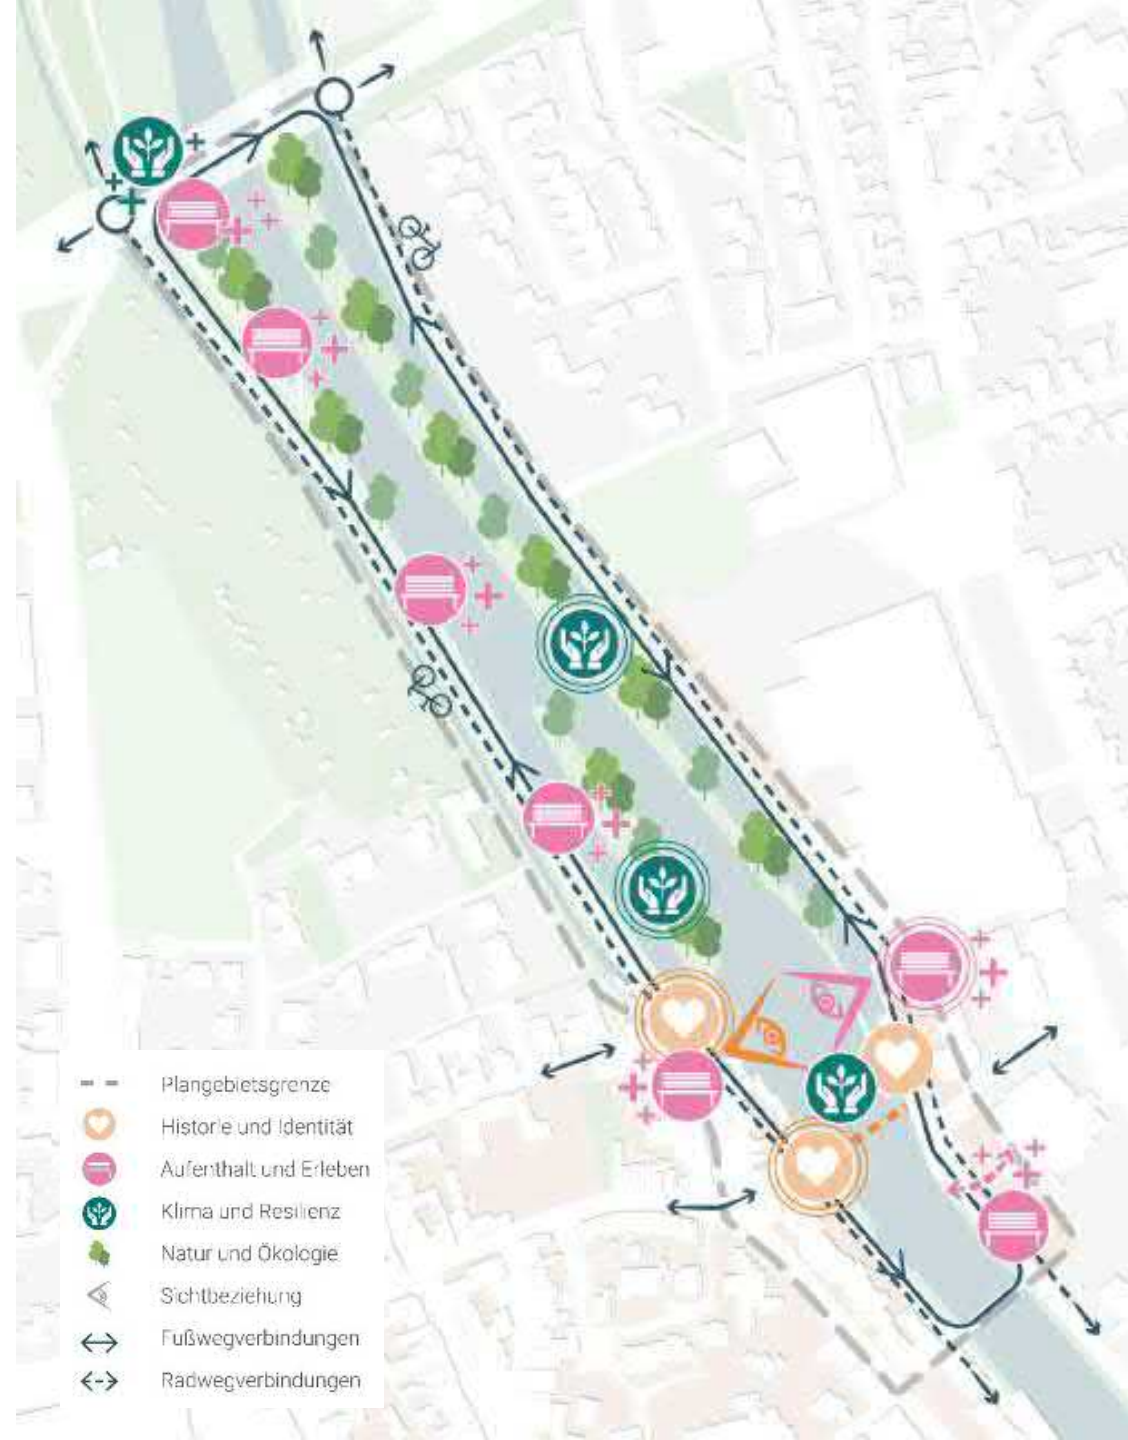 Plangebietsgrenze
Historie und Identität
Aufenthalt und Erleben
Klima und Resilienz
Natur und Ökologie
Sichtbeziehung
Fußwegverbindungen
Radwegverbindungen